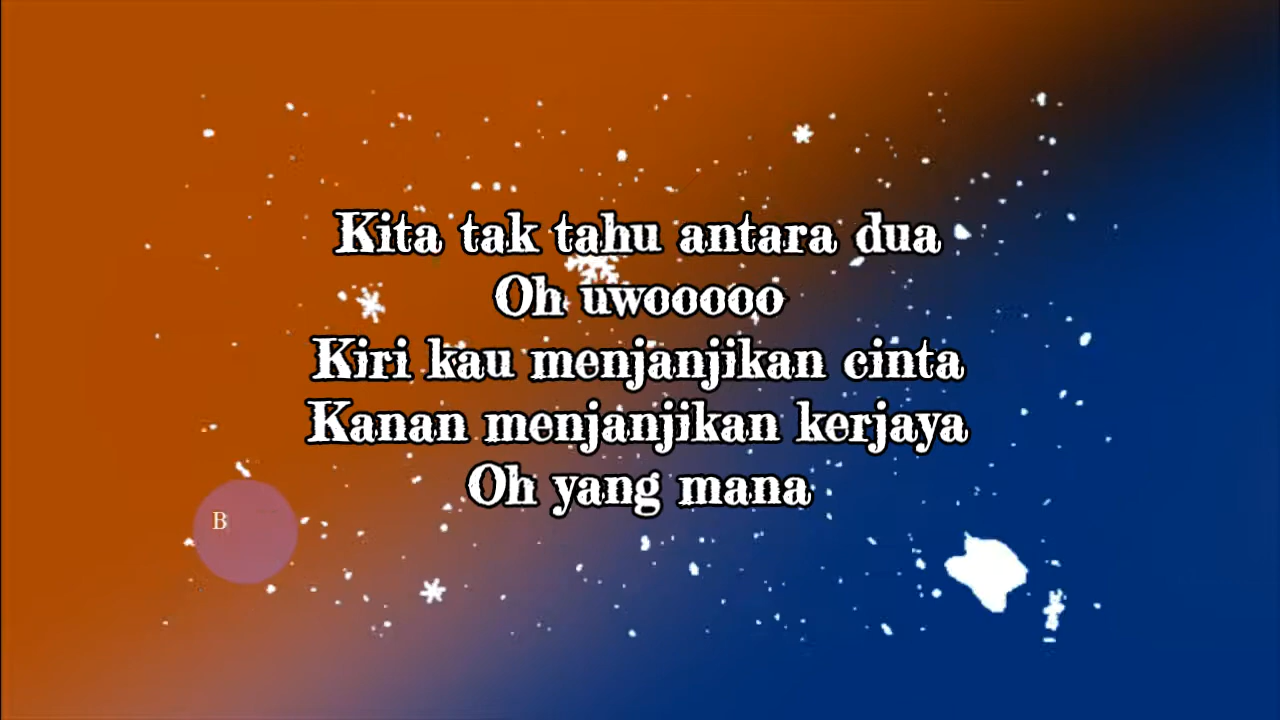 Kita tak tahu antara dua
Oh uwooooo
Kiri kau menjanjikan cinta
Kanan menjanjikan kerjaya
Oh yang mana
B